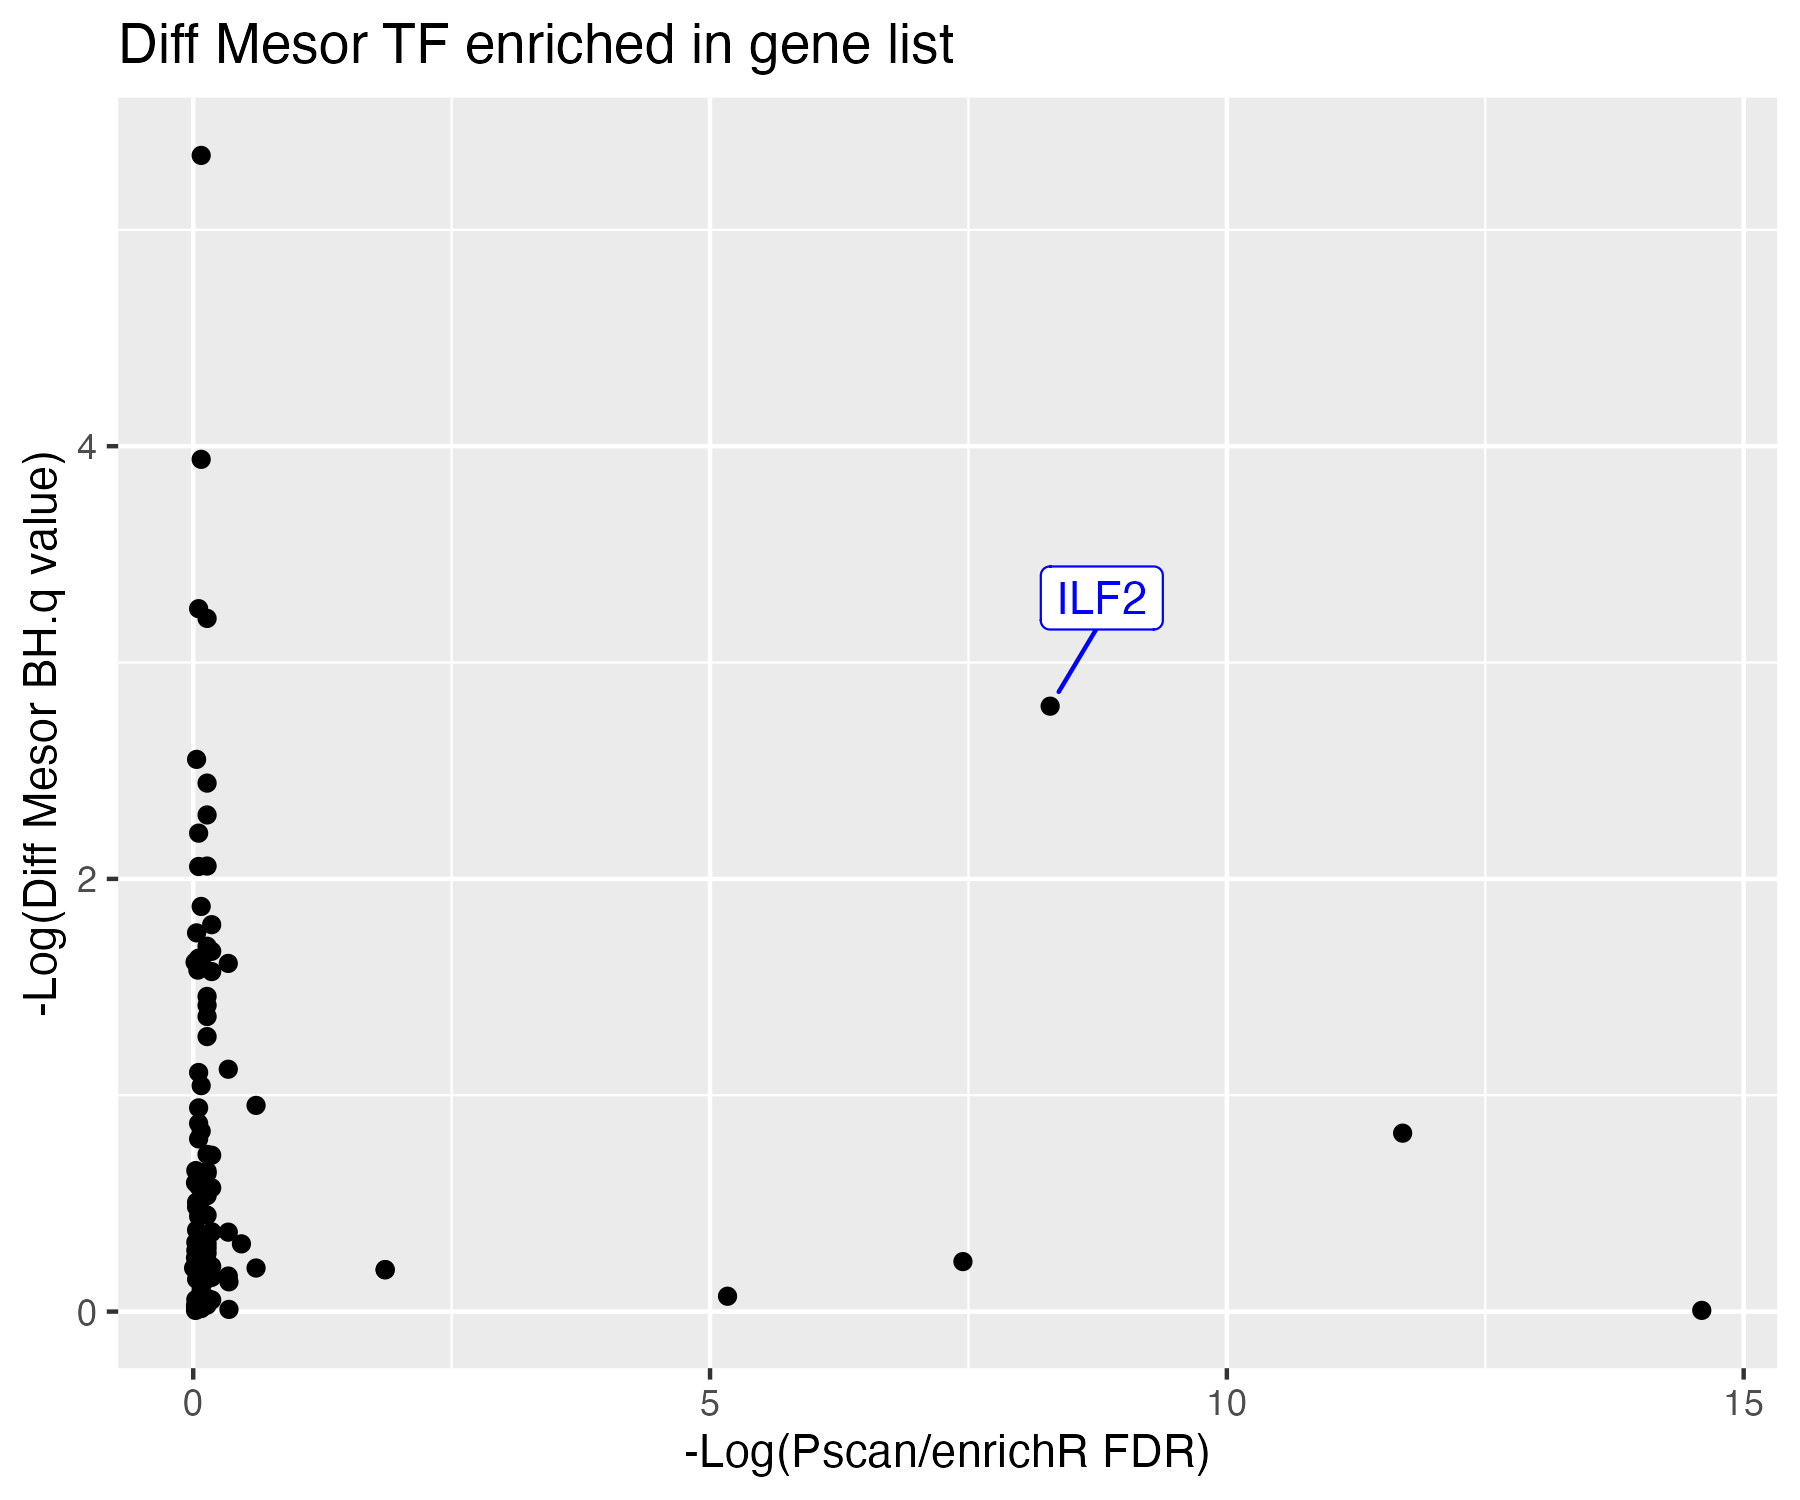 Diff Mesor TF enriched in gene list
-Log(Diff Mesor BH.q value)
4
2
0
ILF2
0 5 10 15
-Log(Pscan/enrichR FDR)